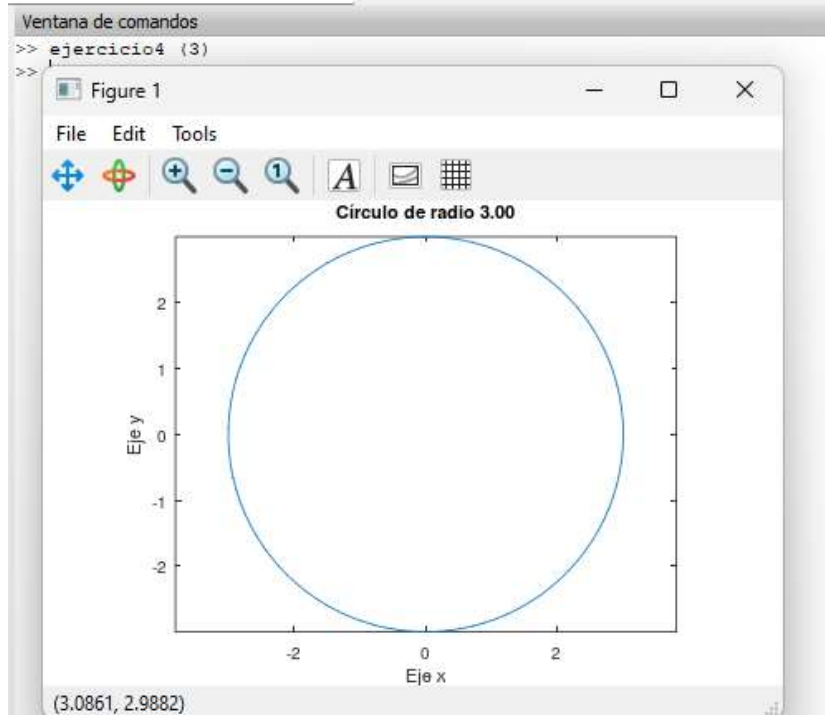 Ventana de comandos
>> ejercicio4 (3)
>>
Figure 1
File Edit Tools
1 A
Círculo de radio 3.00
2
1
0
-1
-2
Eje y
-2 0 2
Eje x
(3.0861, 2.9882)